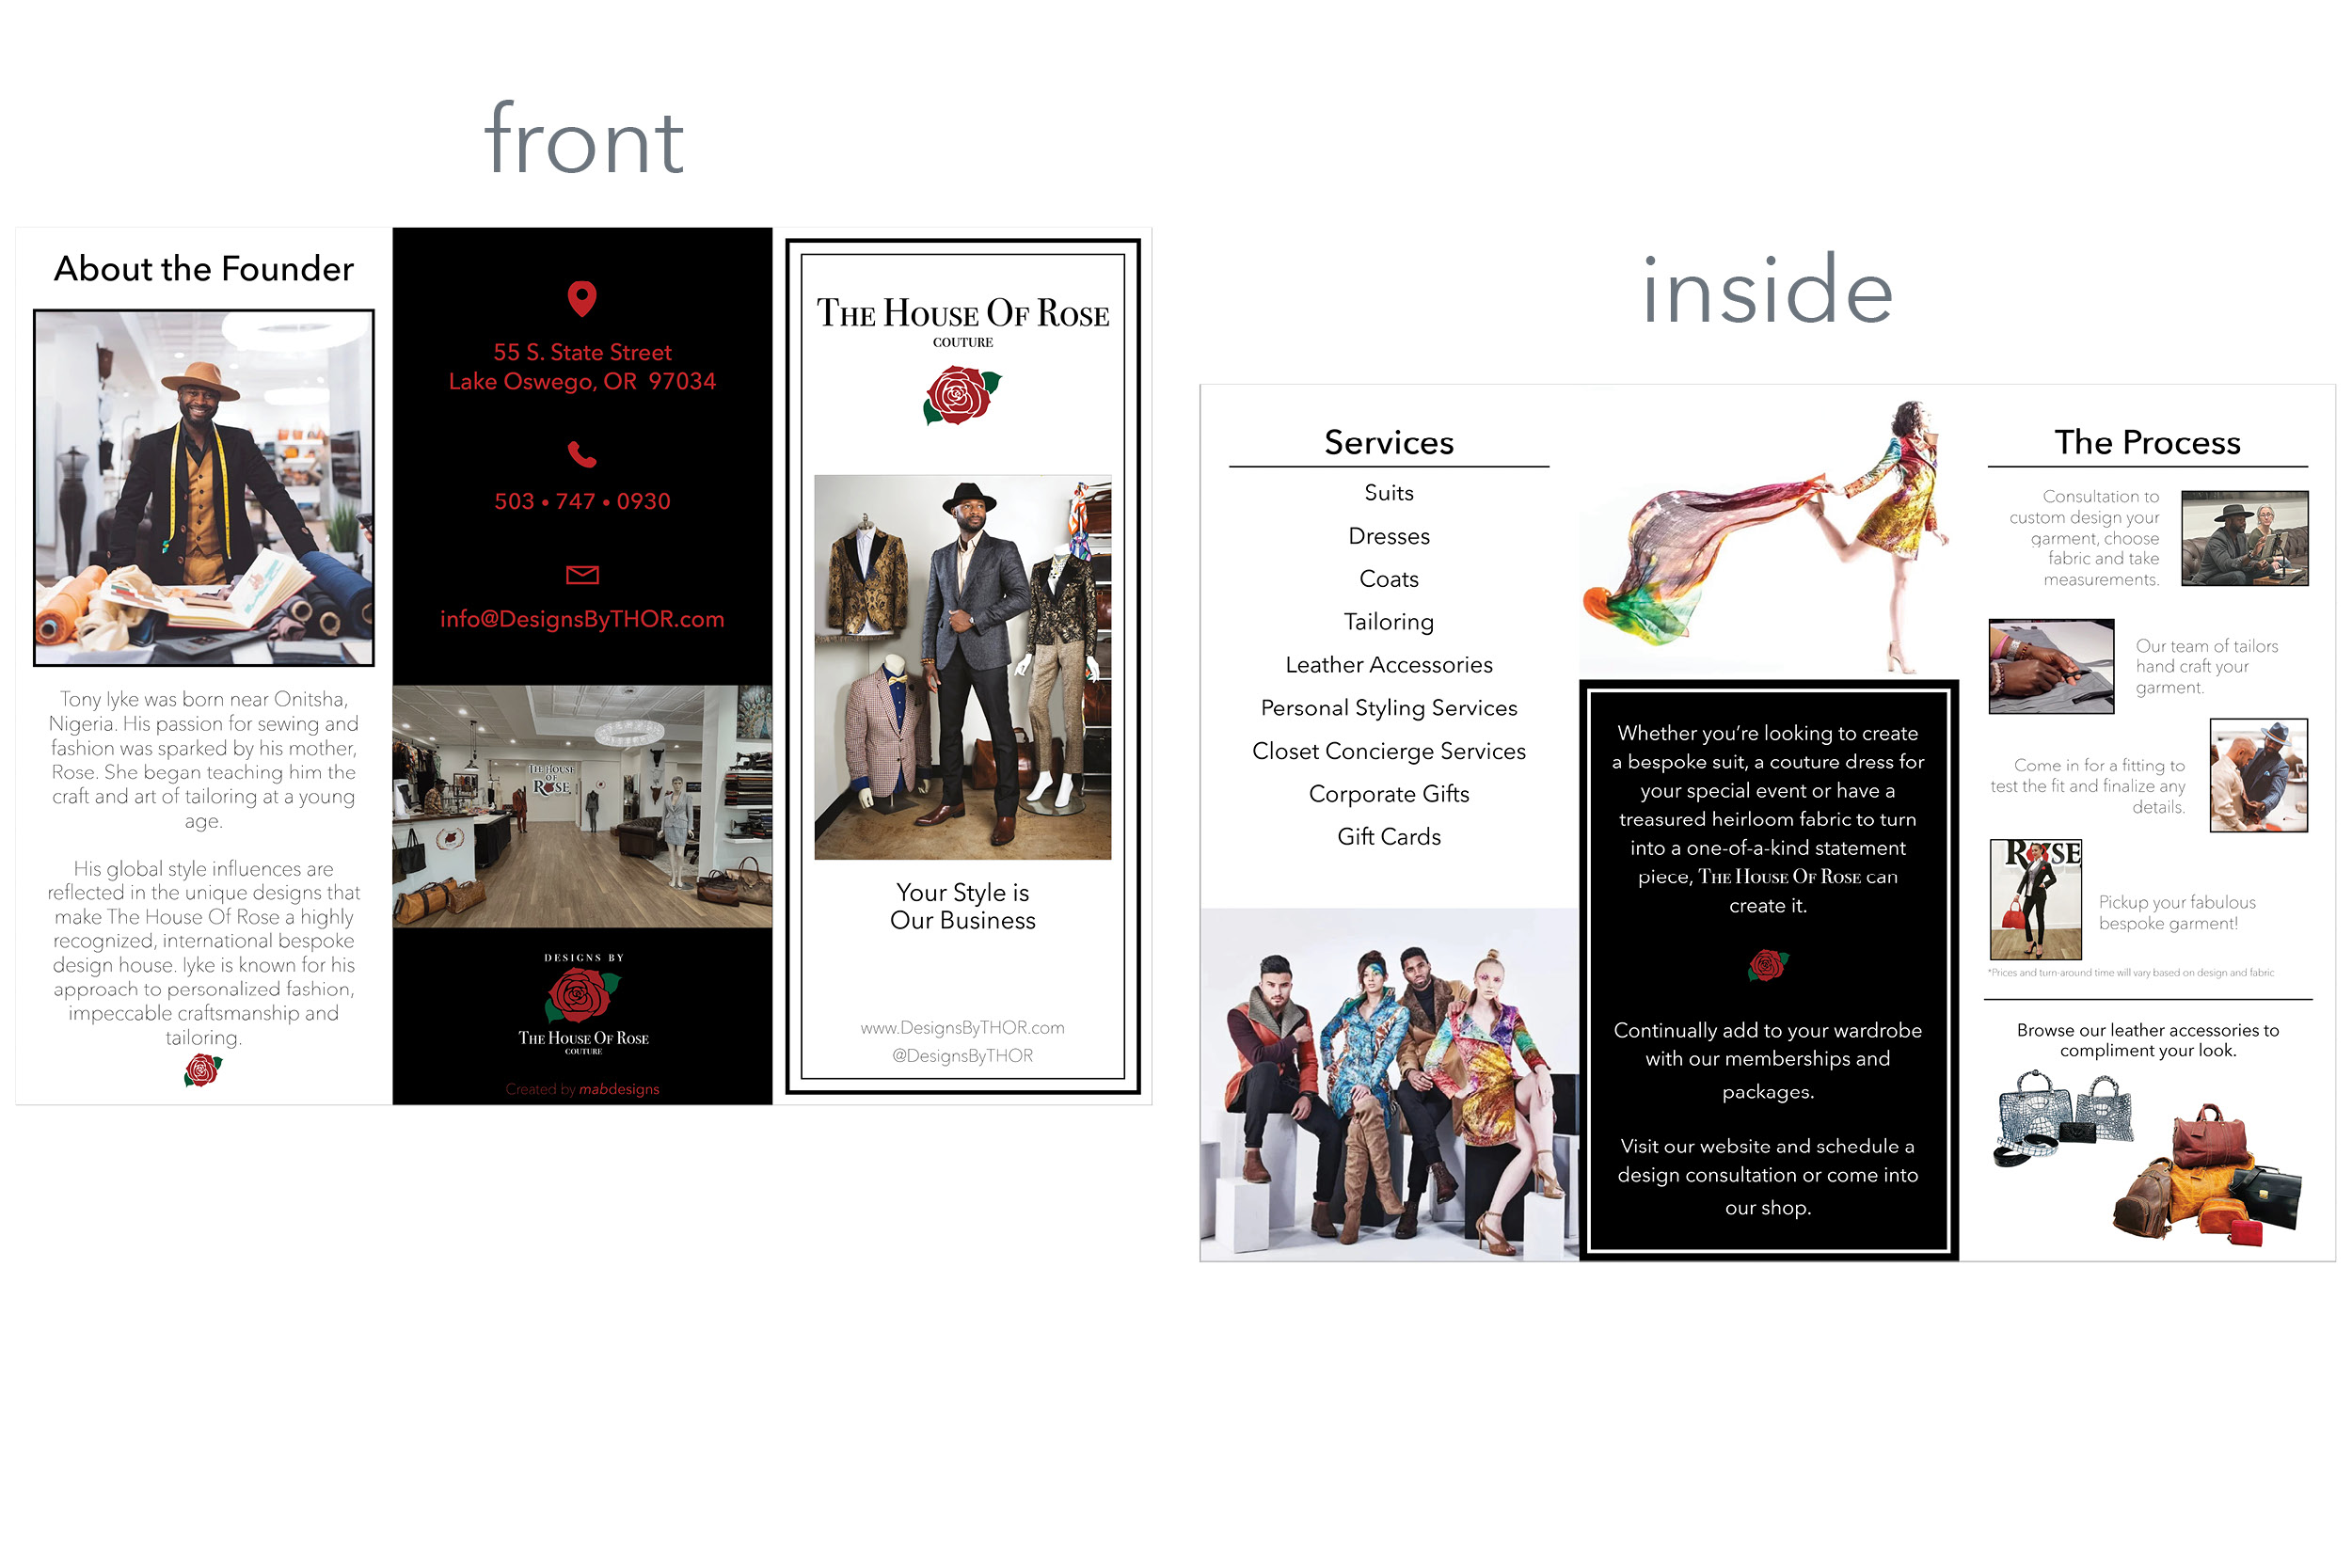 front
About the Founder
Tony Iyke was born near Onitsha,
Nigeria. His passion for sewing and
fashion was sparked by his mother,
Rose. She began teaching him the
craft and art of tailoring at a young
age.
His global style influences are
reflected in the unique designs that
make The House Of Rose a highly
recognized, international bespoke
design house. Iyke is known for his
approach to personalized fashion,
impeccable craftsmanship and
tailoring.
55 S. State Street
Lake Oswego, OR 97034
503 • 747 • 0930
info@DesignsByTHOR.com
THE HOUSE
OF
ROSE
DESIGNS BY
THE HOUSE OF ROSE
COUTURE
Created by mabdesigns
THE HOUSE OF ROSE
COUTURE
Your Style is
Our Business
www.DesignsByTHOR.com
@DesignsByTHOR
inside
Services
Suits
Dresses
Coats
Tailoring
Leather Accessories
Personal Styling Services
Closet Concierge Services
Corporate Gifts
Gift Cards
Whether you’re looking to create
a bespoke suit, a couture dress for
your special event or have a
treasured heirloom fabric to turn
into a one-of-a-kind statement
piece, THE HOUSE OF ROSE can
create it.
Continually add to your wardrobe
with our memberships and
packages.
Visit our website and schedule a
design consultation or come into
our shop.
The Process
Consultation to
custom design your
garment, choose
fabric and take
measurements.
Our team of tailors
hand craft your
garment.
Come in for a fitting to
test the fit and finalize any
details.
ROSE
Pickup your fabulous
bespoke garment!
*Prices and turn-around time will vary based on design and fabric
Browse our leather accessories to
compliment your look.